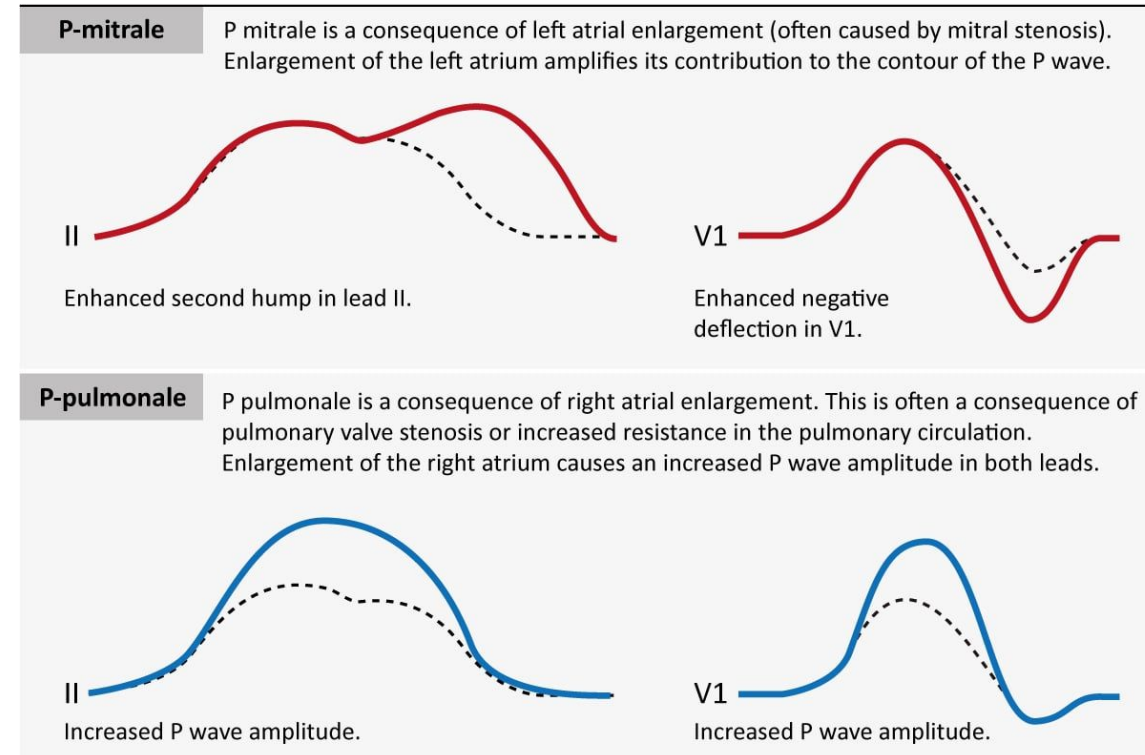 P-mitrale
P mitrale is a consequence of left atrial enlargement (often caused by mitral stenosis).
Enlargement of the left atrium amplifies its contribution to the contour of the P wave.
II
V1
Enhanced second hump in lead II.
Enhanced negative
deflection in V1.
P-pulmonale
P pulmonale is a consequence of right atrial enlargement. This is often a consequence of
pulmonary valve stenosis or increased resistance in the pulmonary circulation.
Enlargement of the right atrium causes an increased P wave amplitude in both leads.
II
V1
Increased P wave amplitude.
Increased P wave amplitude.